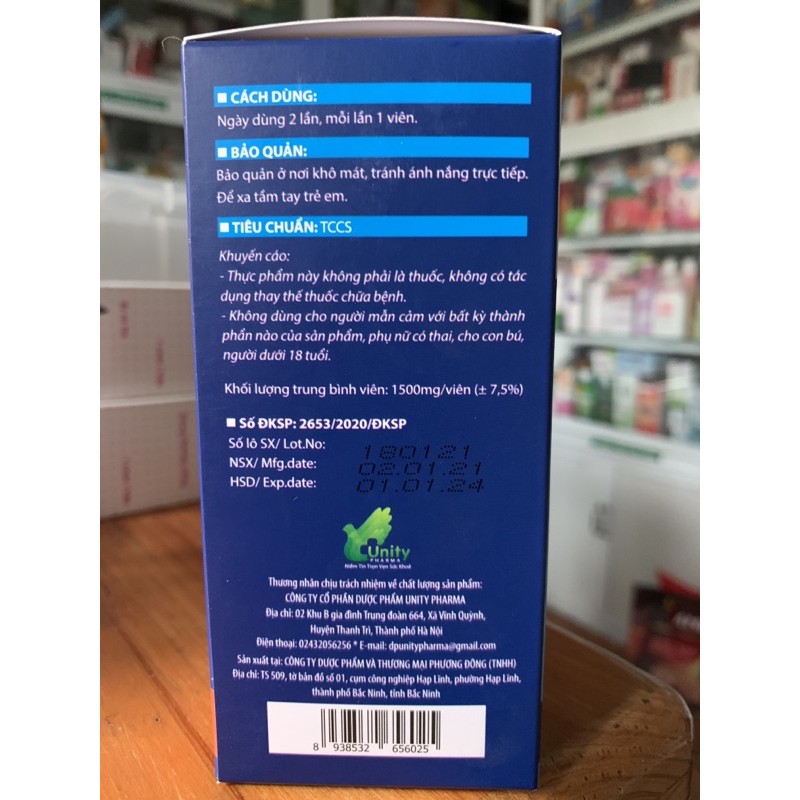 CÁCH DÙNG:
Ngày dùng 2 lần, mỗi lần 1 viên.
BẢO QUẢN:
Bảo quản ở nơi khô mát, tránh ánh nắng trực tiếp.
Để xa tầm tay trẻ em.
TIÊU CHUẨN: TCCS
Khuyến cáo:
- Thực phẩm này không phải là thuốc, không có tác
dụng thay thế thuốc chữa bệnh.
- Không dùng cho người mẫn cảm với bất kỳ thành
phần nào của sản phẩm, phụ nữ có thai, cho con bú,
người dưới 18 tuổi.
Khối lượng trung bình viên: 1500mg/viên (± 7,5%)
Số ĐKSP: 2653/2020/ĐKSP
Số lô SX/ Lot.No: 180121
NSX/ Mfg.date: 02.01.21
HSD/ Exp.date: 01.01.24
Unity
PHARMA
Niềm Tin Trọn Vẹn Sức Khoẻ
Thương nhân chịu trách nhiệm về chất lượng sản phẩm:
CÔNG TY CỔ PHẦN DƯỢC PHẨM UNITY PHARMA
Địa chỉ: 02 Khu B gia đình Trung đoàn 664, Xã Vĩnh Quỳnh,
Huyện Thanh Trì, Thành phố Hà Nội
Điện thoại: 02432056256 * E-mail: dpunitypharma@gmail.com
Sản xuất tại: CÔNG TY DƯỢC PHẨM VÀ THƯƠNG MẠI PHƯƠNG ĐÔNG (TNHH)
Địa chỉ: TS 509, tờ bản đồ số 01, cụm công nghiệp Hạp Lĩnh, phường Hạp Lĩnh,
thành phố Bắc Ninh, tỉnh Bắc Ninh
8 938532 656025